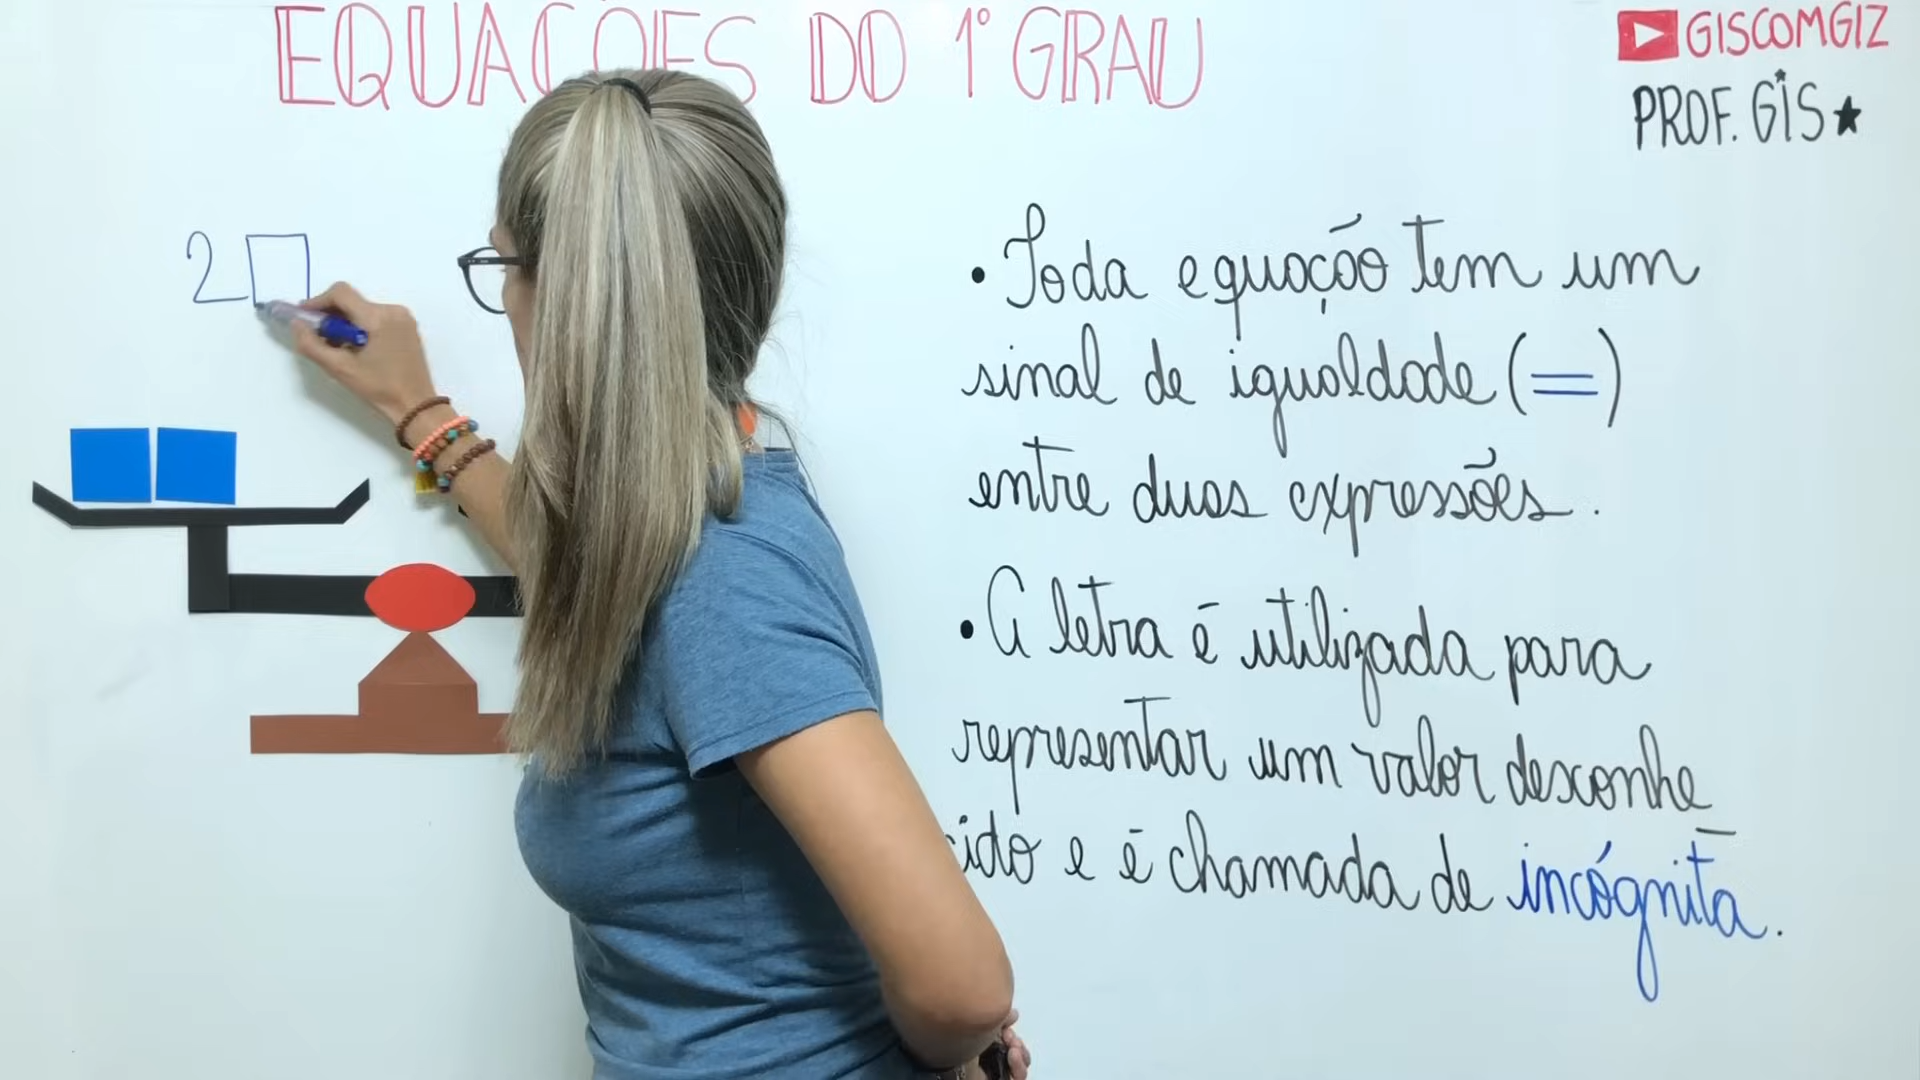 EQUAÇÕES DO 1º GRAU
GISCOMGIZ
PROF. GIS
2
• Toda equação tem um
sinal de igualdade (=)
entre duas expressões.
• A letra é utilizada para
representar um valor desconhe
cido e é chamada de incógnita.